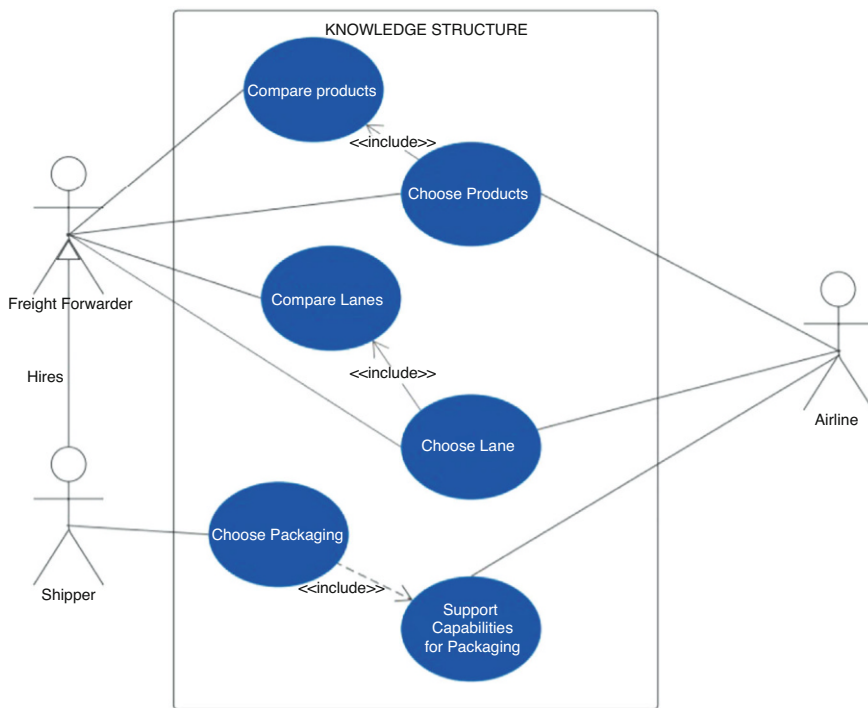 KNOWLEDGE STRUCTURE
Compare products
<<include>>
Choose Products
Freight Forwarder
Compare Lanes
<<include>>
Hires
Choose Lane
Airline
Choose Packaging
Shipper
<<include>>
Support
Capabilities
for Packaging